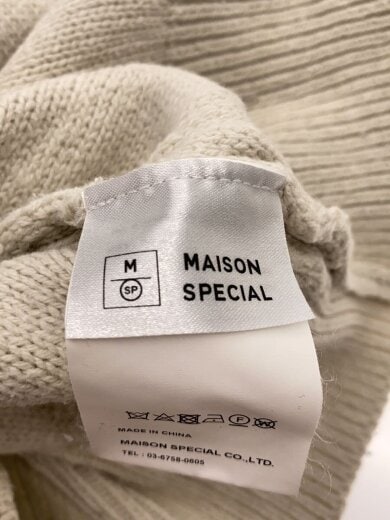 M
SP
MAISON
SPECIAL
MADE IN CHINA
MAISON SPECIAL CO.,LTD.
TEL : 03-6758-0605